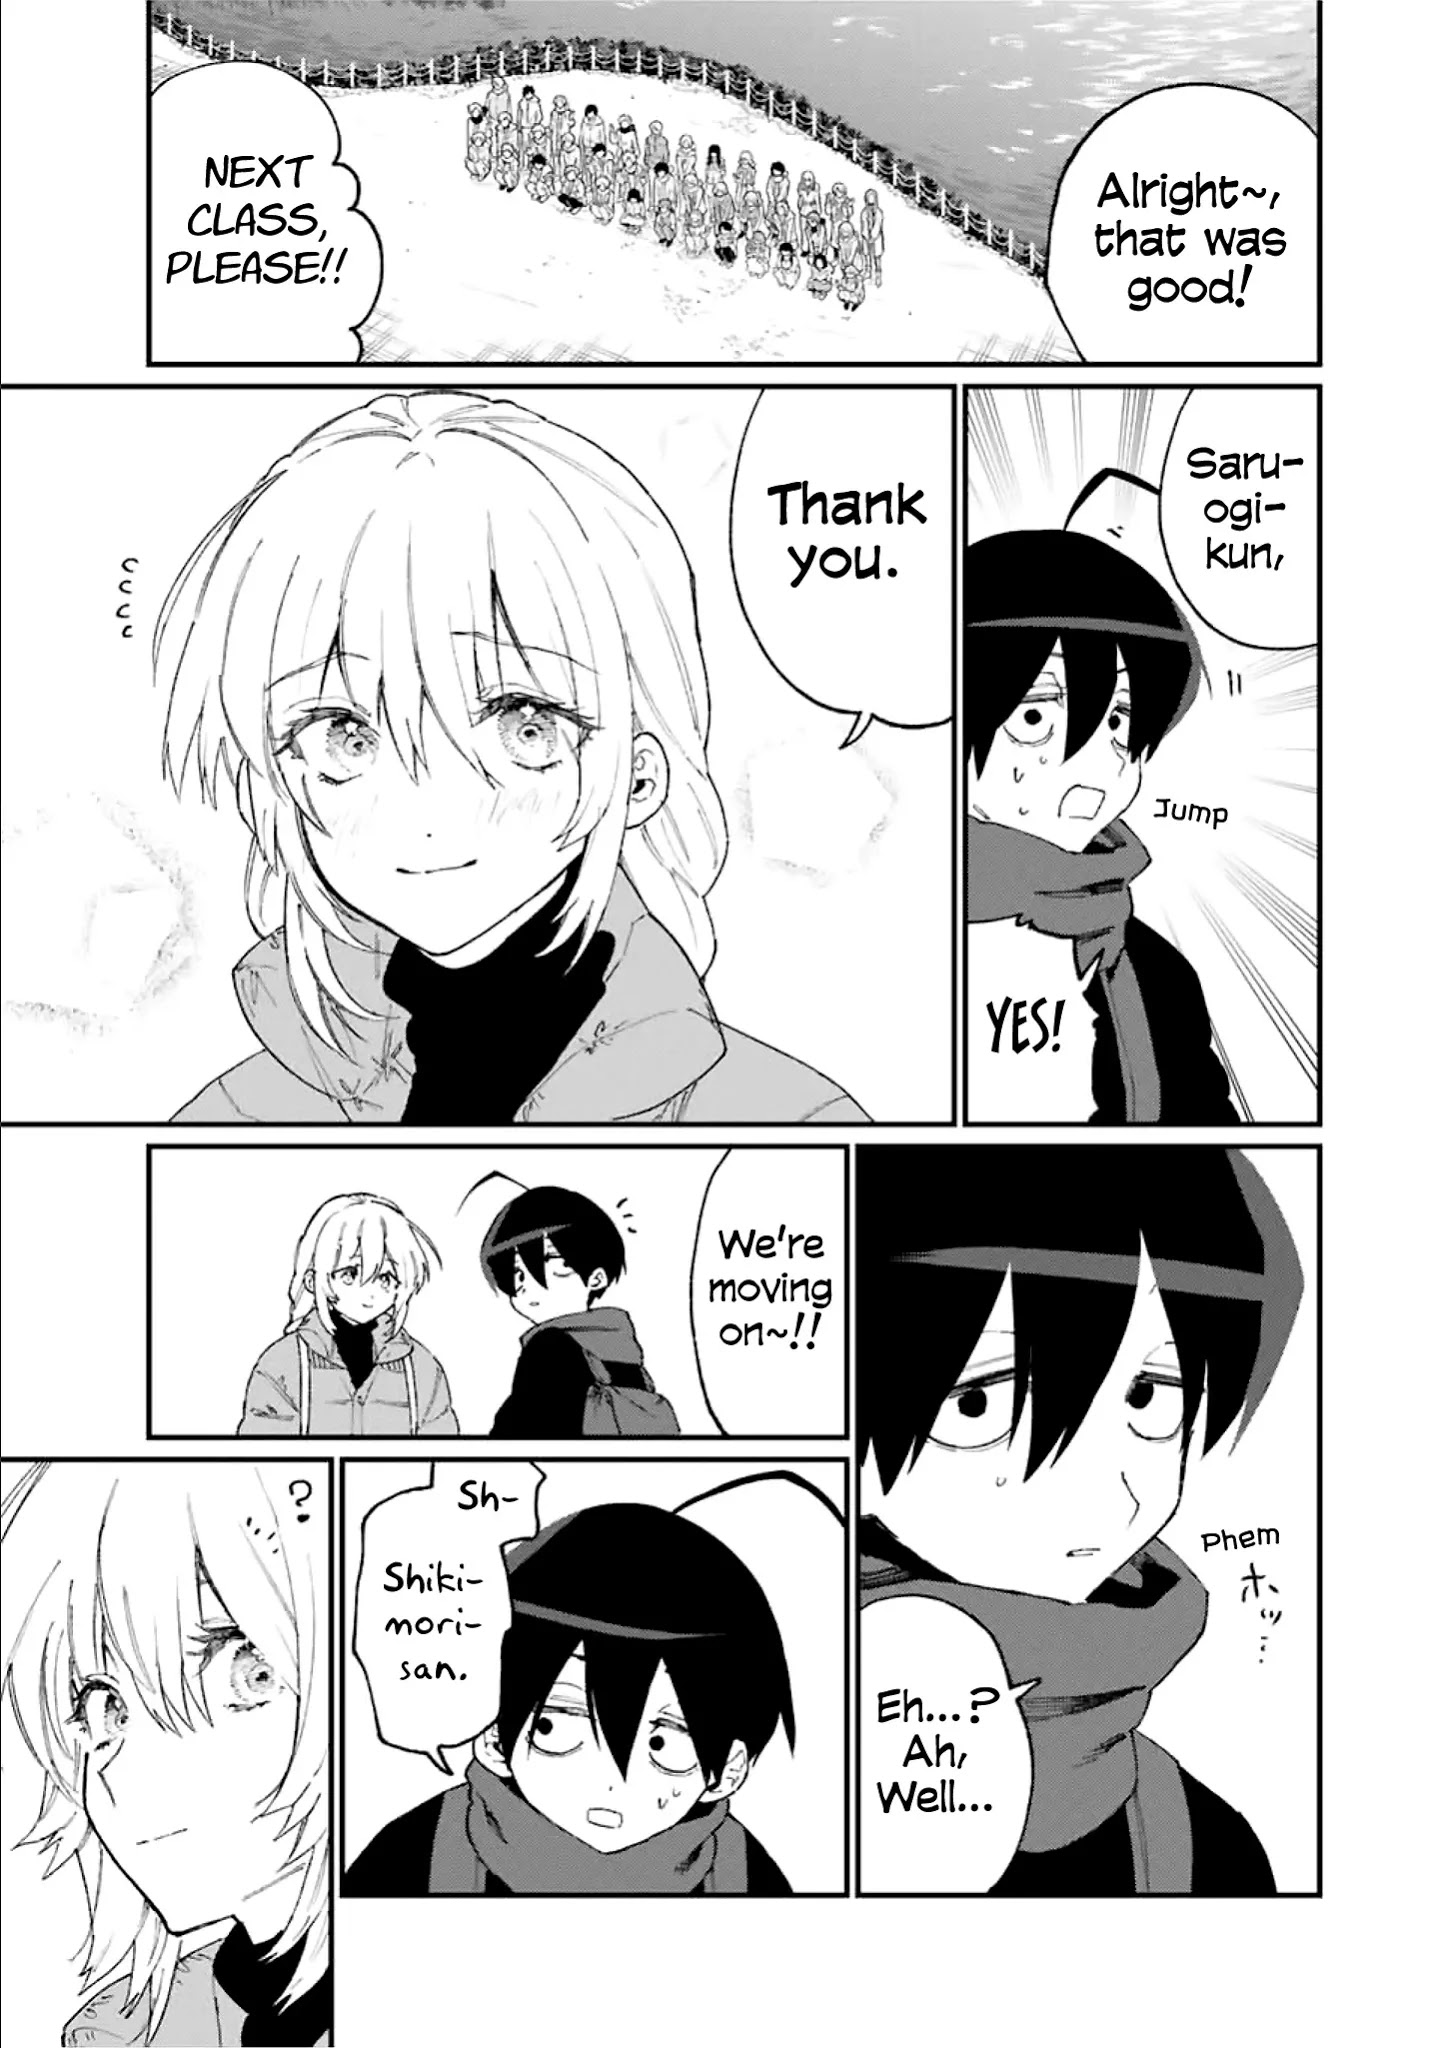 Alright~,
that was
good!
NEXT
CLASS,
PLEASE!!
Saru-
ogi-
kun,
Jump
YES!
Thank
you.
Phem
ホッ…
Eh...?
Ah,
Well...
We're
moving
on~!!
Sh-
Shiki-
mori-
san.
?